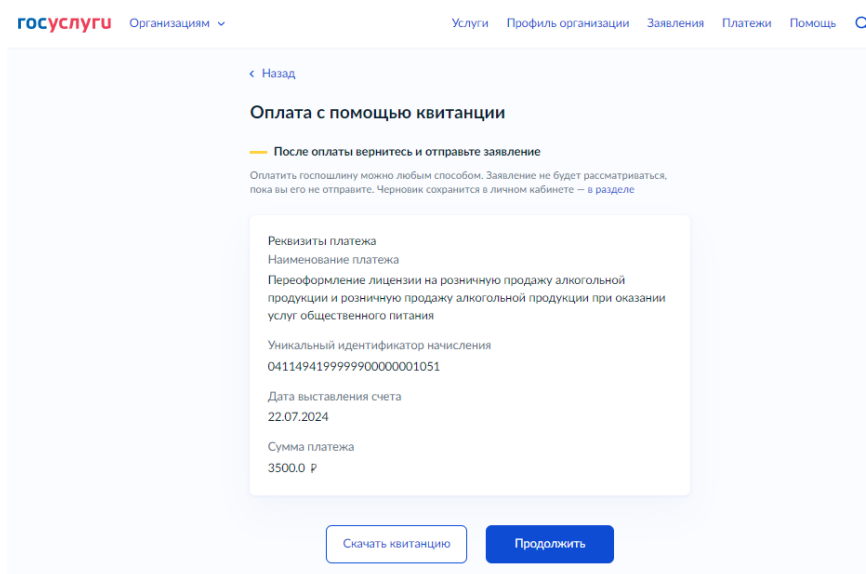 госуслуги Организациям Услуги Профиль организации Заявления Платежи Помощь
Назад
Оплата с помощью квитанции
После оплаты вернитесь и отправьте заявление
Оплатить госпошлину можно любым способом. Заявление не будет рассматриваться,
пока вы его не отправите. Черновик сохранится в личном кабинете — в разделе
Реквизиты платежа
Наименование платежа
Переоформление лицензии на розничную продажу алкогольной
продукции и розничную продажу алкогольной продукции при оказании
услуг общественного питания
Уникальный идентификатор начисления
0411494199999900000001051
Дата выставления счета
22.07.2024
Сумма платежа
3500.0 ₽
Скачать квитанцию Продолжить